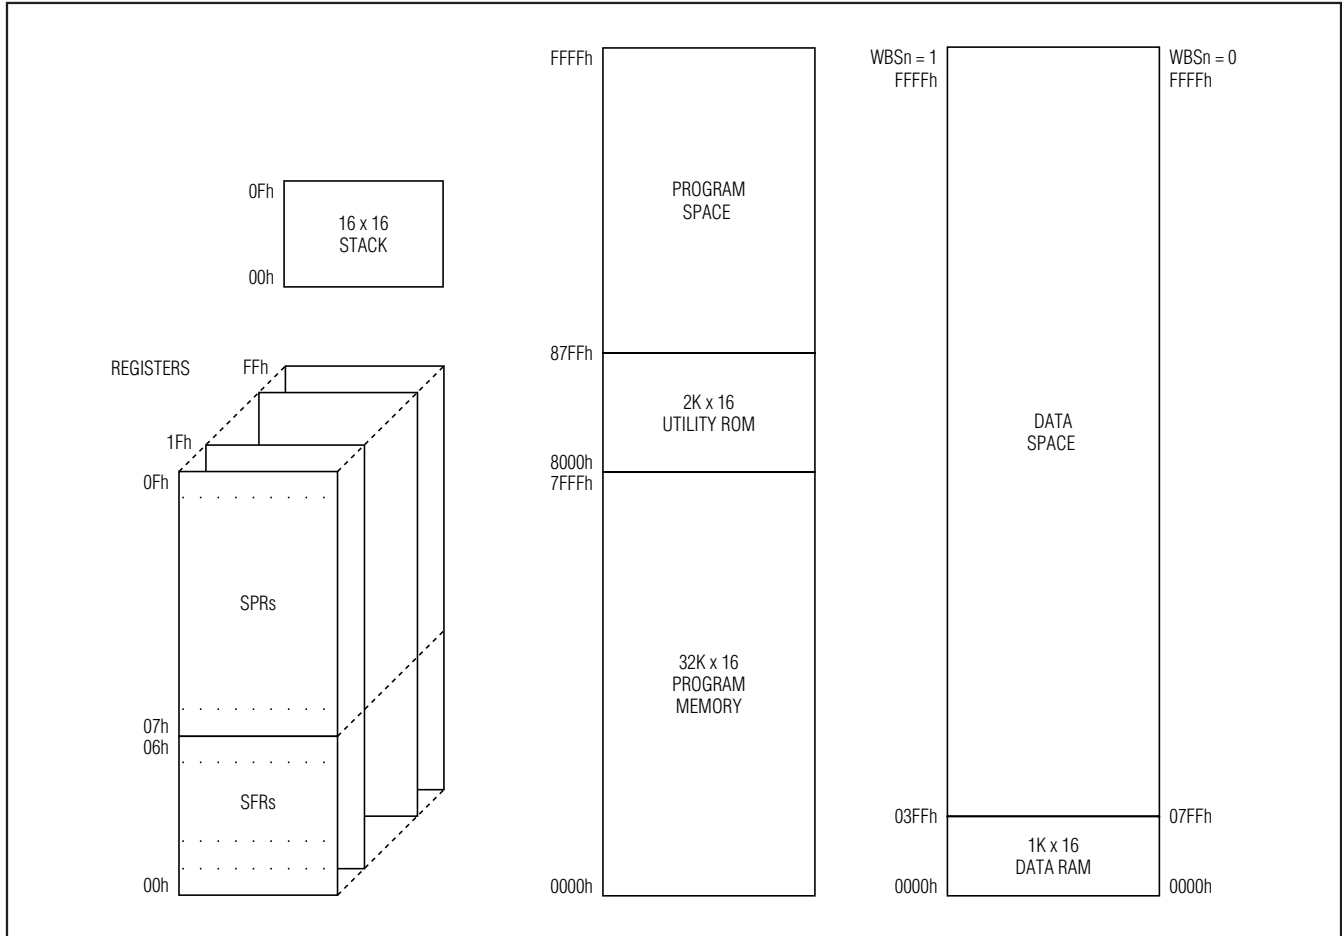 0Fh
16 x 16
STACK
00h
REGISTERS
FFh
1Fh
0Fh
SPRs
07h
06h
SFRs
00h
FFFFh
PROGRAM
SPACE
87FFh
2K x 16
UTILITY ROM
8000h
7FFFh
32K x 16
PROGRAM
MEMORY
0000h
WBSn = 1
FFFFh
WBSn = 0
FFFFh
DATA
SPACE
03FFh
07FFh
1K x 16
DATA RAM
0000h
0000h